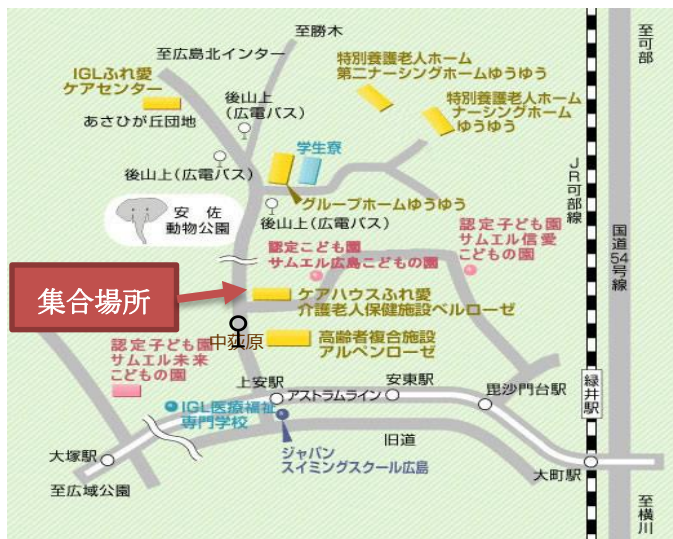 至勝木
至広島北インター
至可部
IGLふれ愛
ケアセンター
あさひが丘団地
後山上
(広電バス)
特別養護老人ホーム
第二ナーシングホームゆうゆう
特別養護老人ホーム
ナーシングホーム
ゆうゆう
学生寮
後山上(広電バス)
グループホームゆうゆう
JR可部線
安佐
動物公園
後山上(広電バス)
認定こども園
サムエル広島こどもの園
認定子ども園
サムエル信愛
こどもの園
国道54号線
集合場所
ケアハウスふれ愛
介護老人保健施設ベルローゼ
中荻原
高齢者複合施設
アルペンローゼ
認定子ども園
サムエル未来
こどもの園
上安駅
アストラムライン
安東駅
毘沙門台駅
緑井駅
IGL医療福祉
専門学校
旧道
ジャパン
スイミングスクール広島
大塚駅
至広域公園
大町駅
至横川